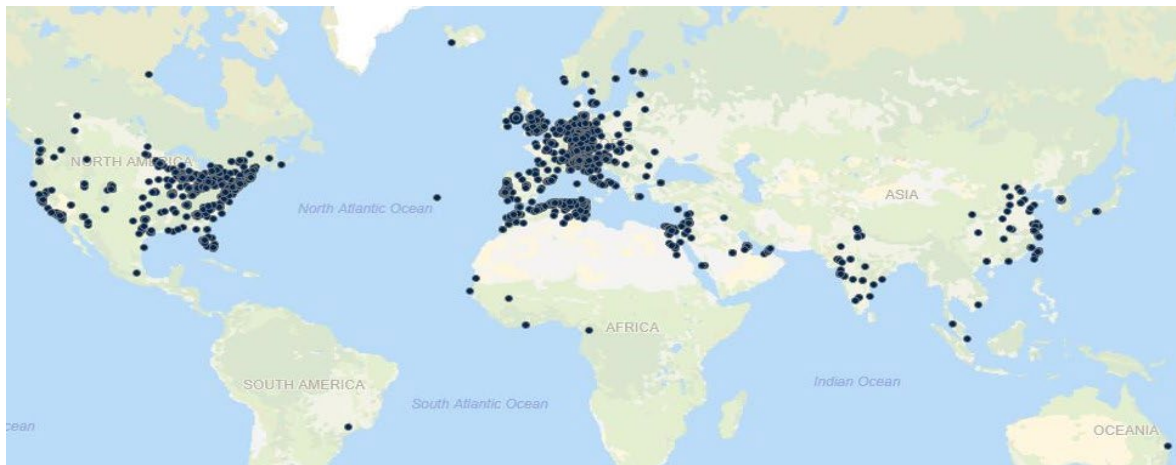 NORTH AMERICA
ASIA
North Atlantic Ocean
AFRICA
SOUTH AMERICA
Indian Ocean
South Atlantic Ocean
cean
OCEANIA